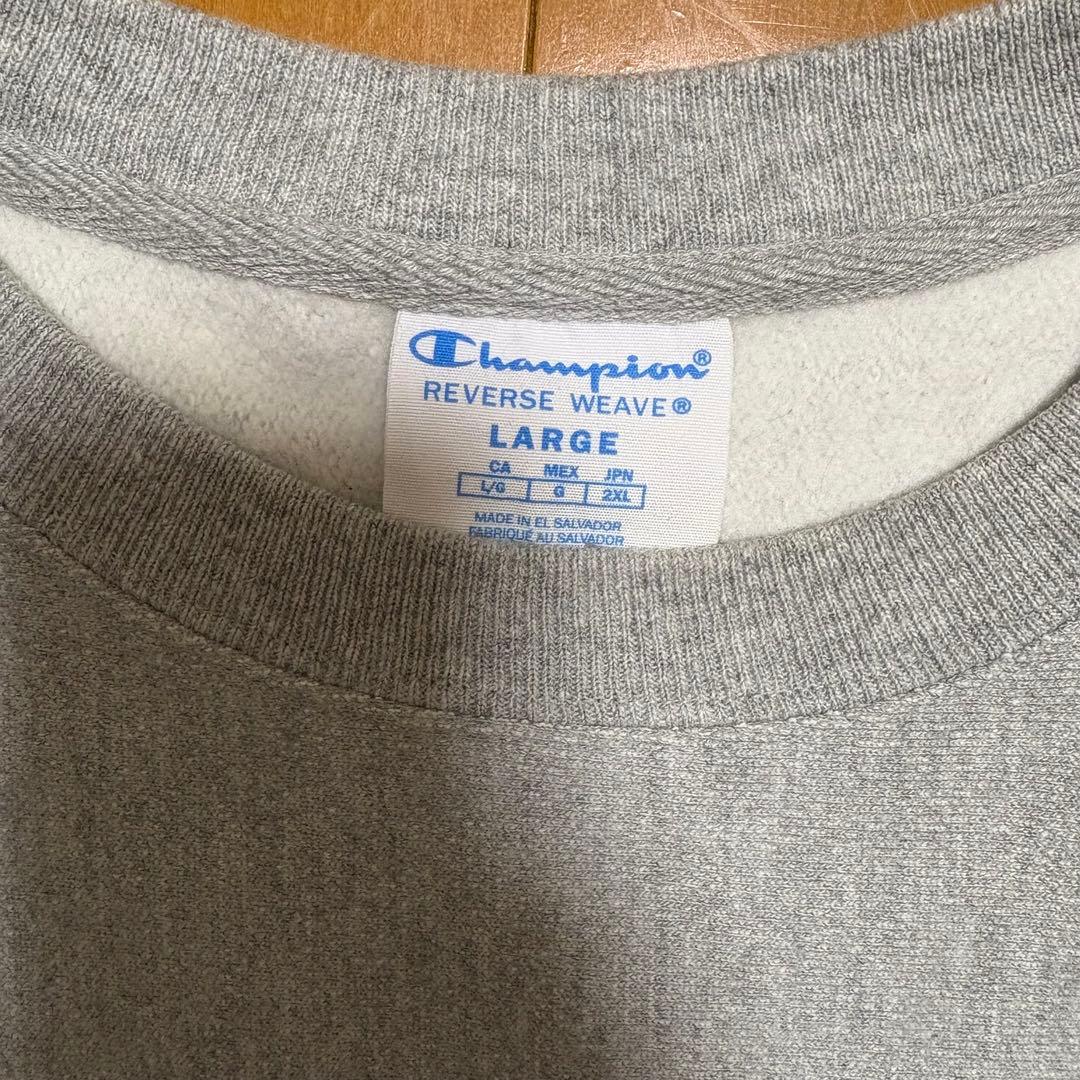 Champion®
REVERSE WEAVE®
LARGE
CA MEX JPN
L/G G 2XL
MADE IN EL SALVADOR
FABRIQUÉ AU SALVADOR